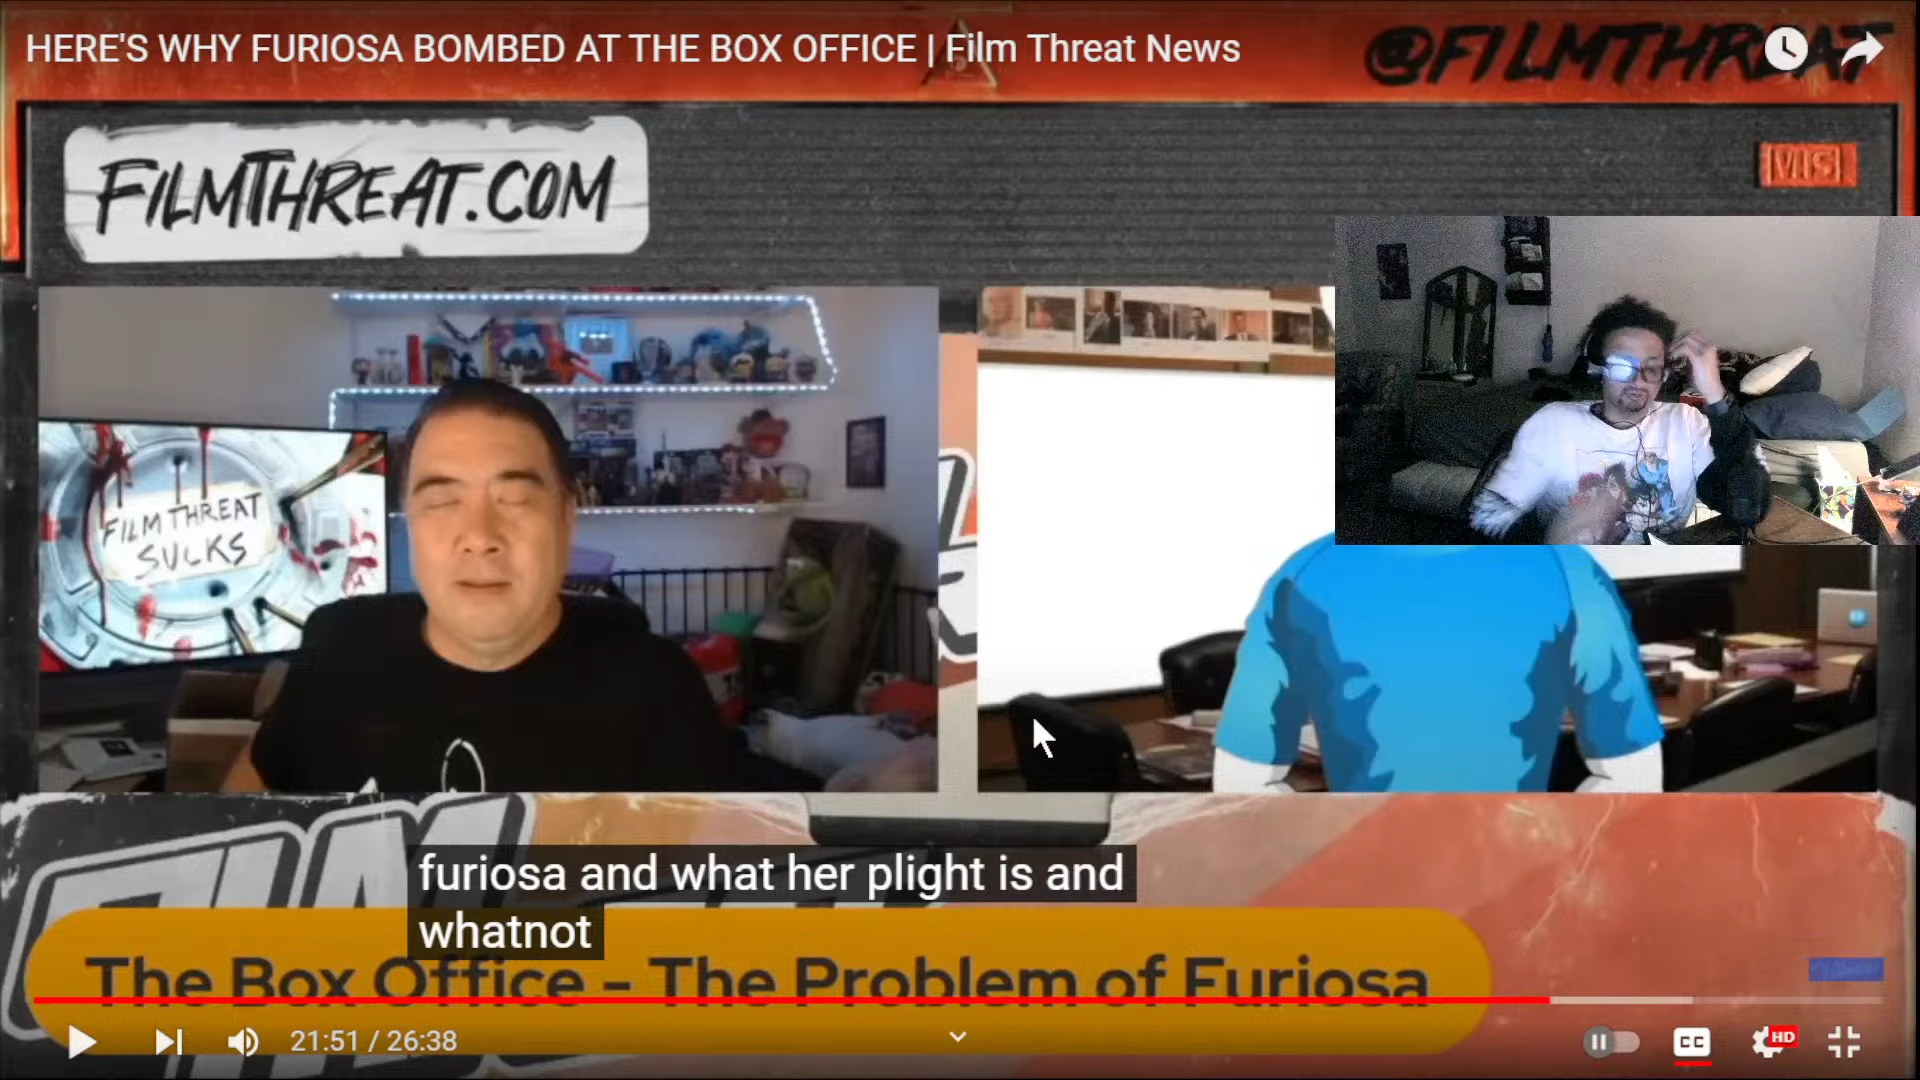 HERE'S WHY FURIOSA BOMBED AT THE BOX OFFICE | Film Threat News
@FILMTHREAT
FILMTHREAT.COM
VIS
FILM THREAT
SUCKS
furiosa and what her plight is and
whatnot
The Box Office - The Problem of Furiosa
21:51 / 26:38
CC
HD